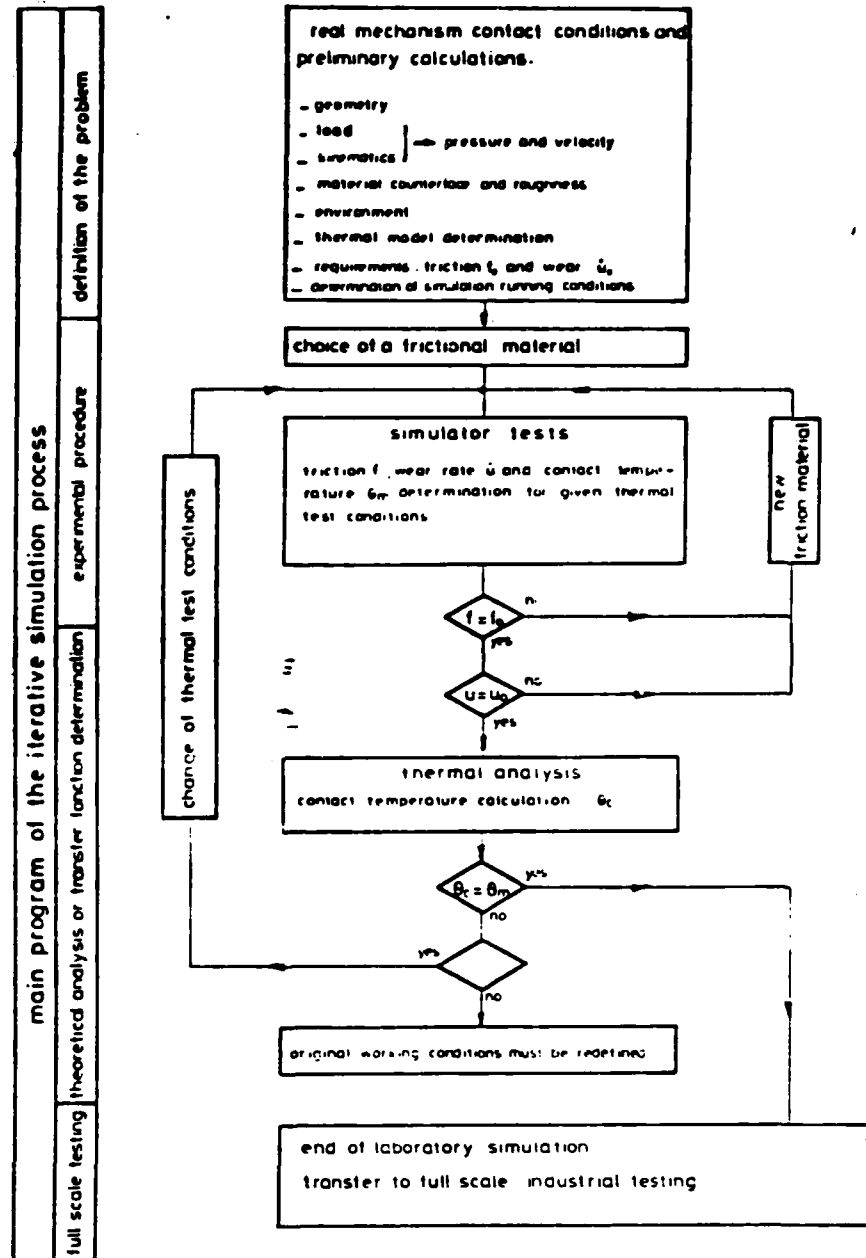 main program of the iterative simulation process
definition of the problem
experimental procedure
theoretical analysis or transfer function determination
full scale testing
real mechanism contact conditions and
preliminary calculations.
- geometry
- load
- sinematics
→ pressure and velocity
- material counterface and roughness
- environment
- thermal model determination
- requirements. friction f₀ and wear u̇₀
- determination of simulation running conditions
choice of a frictional material
simulator tests
friction f, wear rate u̇ and contact tempe-
rature θm determination for given thermal
test conditions
change of thermal test conditions
new
friction material
f = f₀
no
yes
u = u₀
no
yes
thermal analysis
contact temperature calculation θc
θc = θm
yes
no
yes
no
original working conditions must be redefined
end of laboratory simulation
transfer to full scale industrial testing